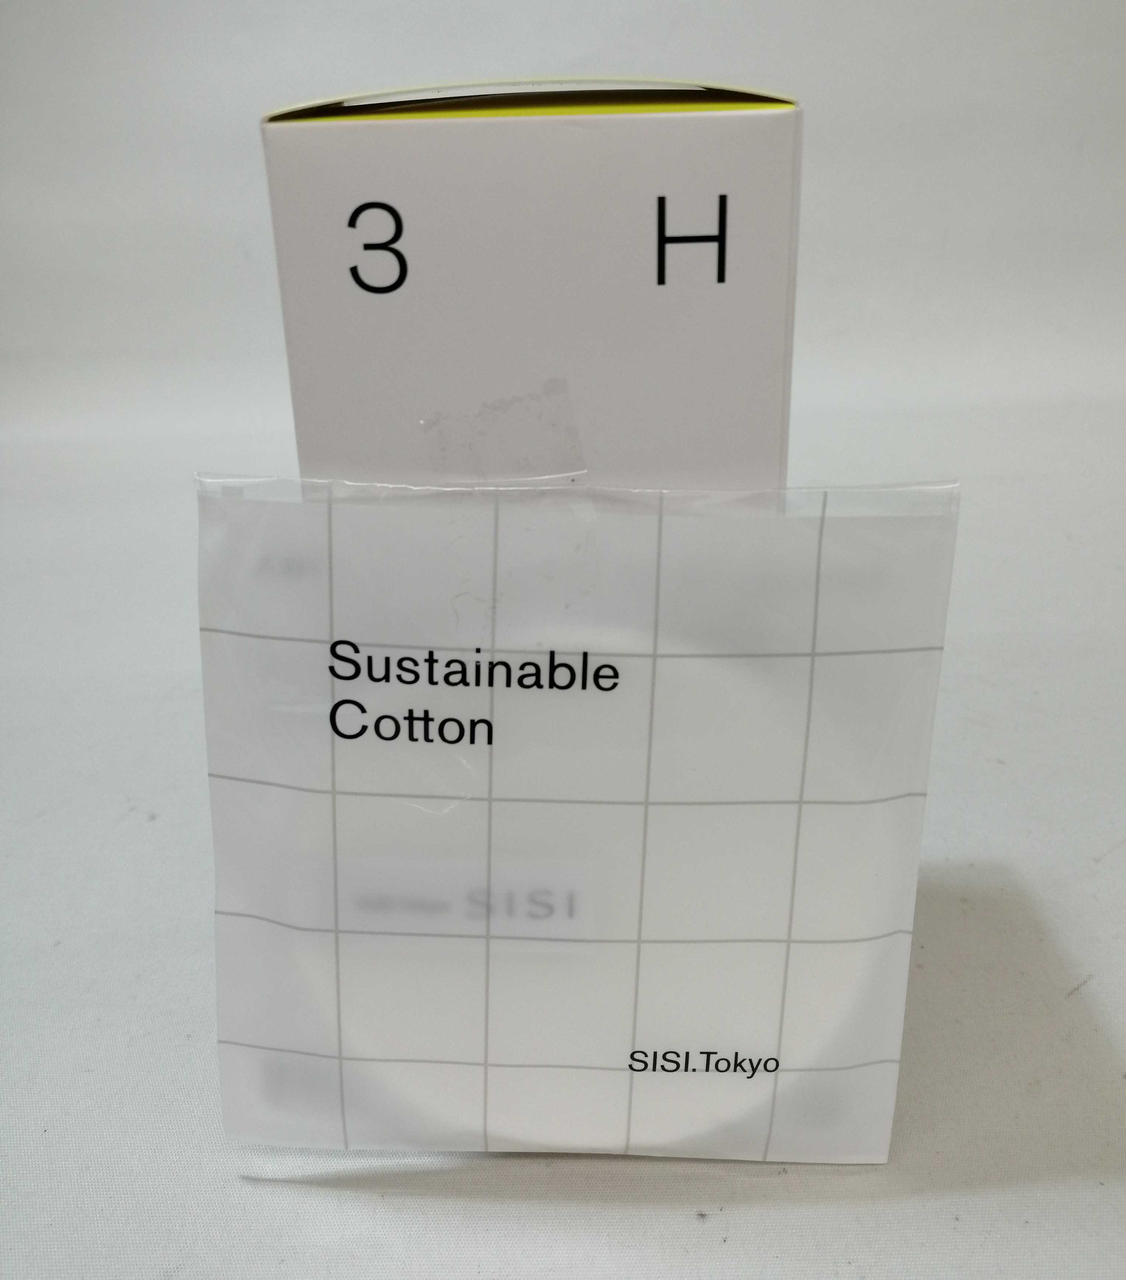 3 H
Sustainable
Cotton
SISI
SISI.Tokyo